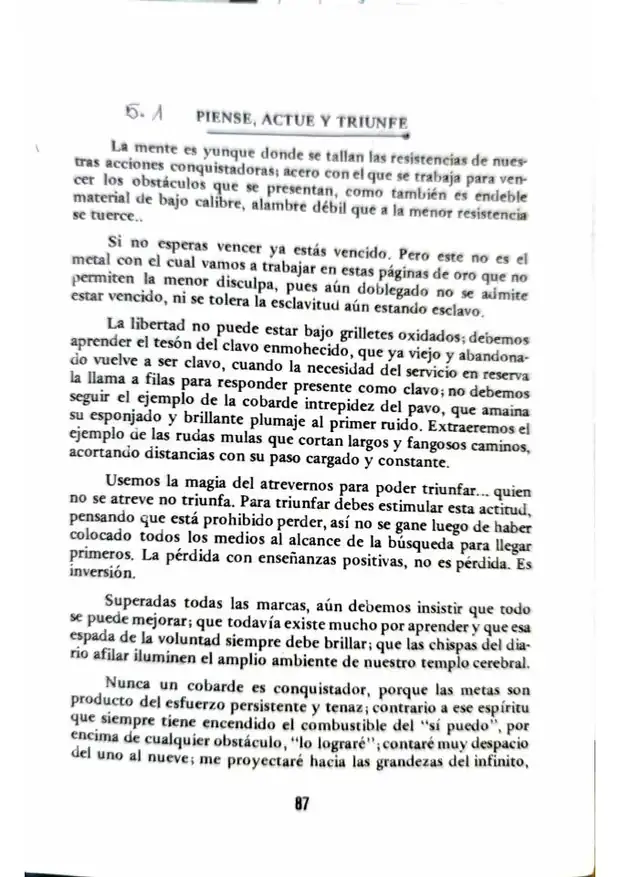 5. 1
PIENSE, ACTUE Y TRIUNFE
La mente es yunque donde se tallan las resistencias de nues-
tras acciones conquistadoras; acero con el que se trabaja para ven-
cer los obstáculos que se presentan, como también es endeble
material de bajo calibre, alambre débil que a la menor resistencia
se tuerce..
Si no esperas vencer ya estás vencido. Pero este no es el
metal con el cual vamos a trabajar en estas páginas de oro que no
permiten la menor disculpa, pues aún doblegado no se admite
estar vencido, ni se tolera la esclavitud aún estando esclavo.
La libertad no puede estar bajo grilletes oxidados; debemos
aprender el tesón del clavo enmohecido, que ya viejo y abandona-
do vuelve a ser clavo, cuando la necesidad del servicio en reserva
la llama a filas para responder presente como clavo; no debemos
seguir el ejemplo de la cobarde intrepidez del pavo, que amaina
su esponjado y brillante plumaje al primer ruido. Extraeremos el
ejemplo de las rudas mulas que cortan largos y fangosos caminos,
acortando distancias con su paso cargado y constante.
Usemos la magia del atrevernos para poder triunfar... quien
no se atreve no triunfa. Para triunfar debes estimular esta actitud,
pensando que está prohibido perder, así no se gane luego de haber
colocado todos los medios al alcance de la búsqueda para llegar
primeros. La pérdida con enseñanzas positivas, no es pérdida. Es
inversión.
Superadas todas las marcas, aún debemos insistir que todo
se puede mejorar; que todavía existe mucho por aprender y que esa
espada de la voluntad siempre debe brillar; que las chispas del dia-
rio afilar iluminen el amplio ambiente de nuestro templo cerebral.
Nunca un cobarde es conquistador, porque las metas son
producto del esfuerzo persistente y tenaz; contrario a ese espíritu
que siempre tiene encendido el combustible del "sí puedo", por
encima de cualquier obstáculo, "lo lograré"; contaré muy despacio
del uno al nueve; me proyectaré hacia las grandezas del infinito,
87